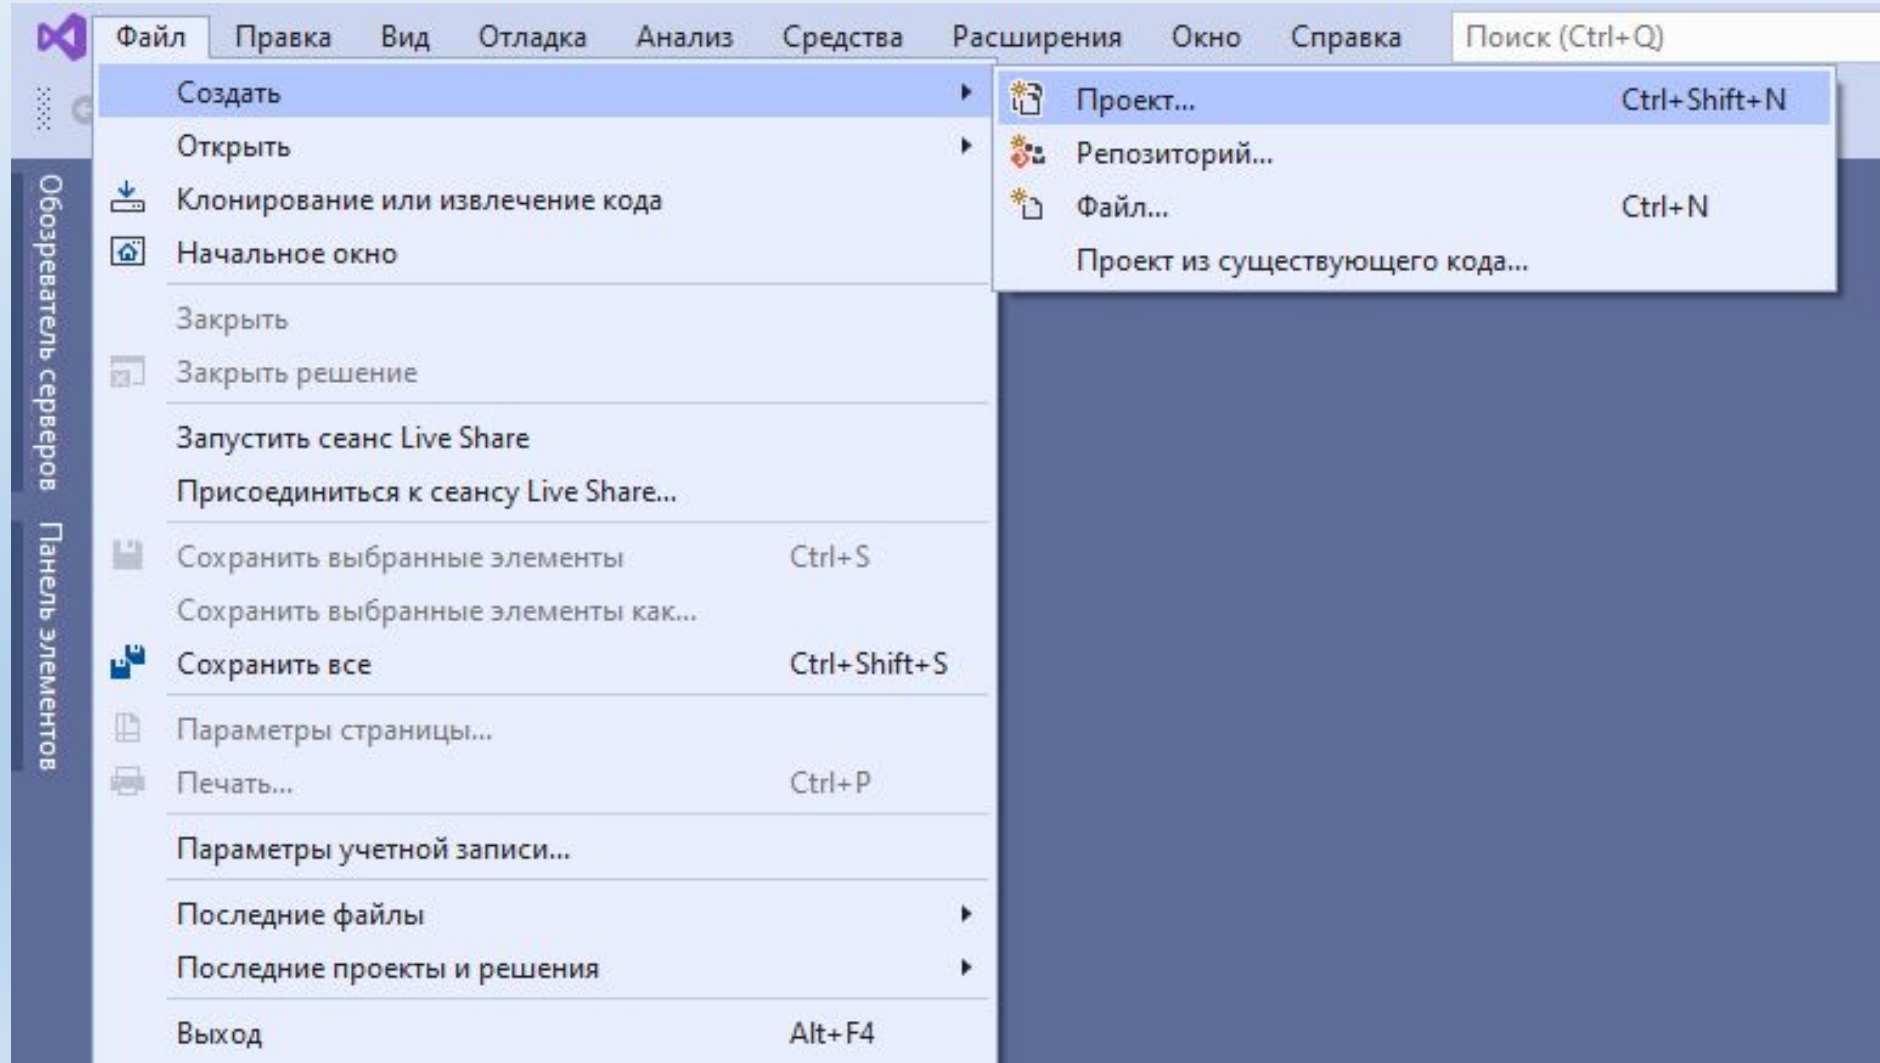 Файл Правка Вид Отладка Анализ Средства Расширения Окно Справка Поиск (Ctrl+Q)
Создать
Открыть
Клонирование или извлечение кода
Начальное окно
Закрыть
Закрыть решение
Запустить сеанс Live Share
Присоединиться к сеансу Live Share...
Сохранить выбранные элементы Ctrl+S
Сохранить выбранные элементы как...
Сохранить все Ctrl+Shift+S
Параметры страницы...
Печать... Ctrl+P
Параметры учетной записи...
Последние файлы
Последние проекты и решения
Выход Alt+F4
Проект... Ctrl+Shift+N
Репозиторий...
Файл... Ctrl+N
Проект из существующего кода...
Обозреватель серверов
Панель элементов